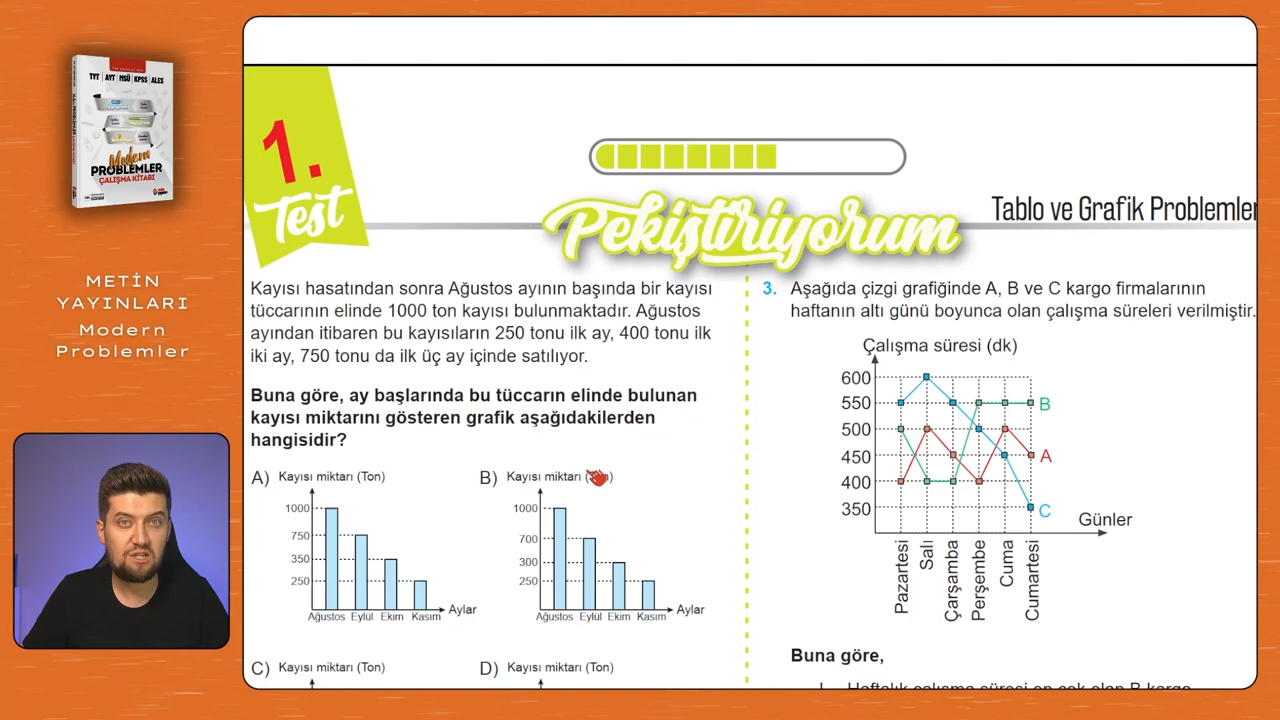 TYT AYT MSÜ KPSS ALES
Modern
PROBLEMLER
ÇALIŞMA KİTABI
METİN
YAYINLARI
Modern
Problemler
1.
Test
Pekiştiriyorum
Tablo ve Grafik Problemler
Kayısı hasatından sonra Ağustos ayının başında bir kayısı
tüccarının elinde 1000 ton kayısı bulunmaktadır. Ağustos
ayından itibaren bu kayısıların 250 tonu ilk ay, 400 tonu ilk
iki ay, 750 tonu da ilk üç ay içinde satılıyor.
Buna göre, ay başlarında bu tüccarın elinde bulunan
kayısı miktarını gösteren grafik aşağıdakilerden
hangisidir?
A) Kayısı miktarı (Ton)
1000
750
350
250
Ağustos Eylül Ekim Kasım
Aylar
B) Kayısı miktarı
1000
700
300
250
Ağustos Eylül Ekim Kasım
Aylar
C) Kayısı miktarı (Ton)
D) Kayısı miktarı (Ton)
3. Aşağıda çizgi grafiğinde A, B ve C kargo firmalarının
haftanın altı günü boyunca olan çalışma süreleri verilmiştir.
Çalışma süresi (dk)
600
550
500
450
400
350
B
A
C
Günler
Pazartesi
Salı
Çarşamba
Perşembe
Cuma
Cumartesi
Buna göre,
I. Haftalık çalışma süresi en çok olan B kargo